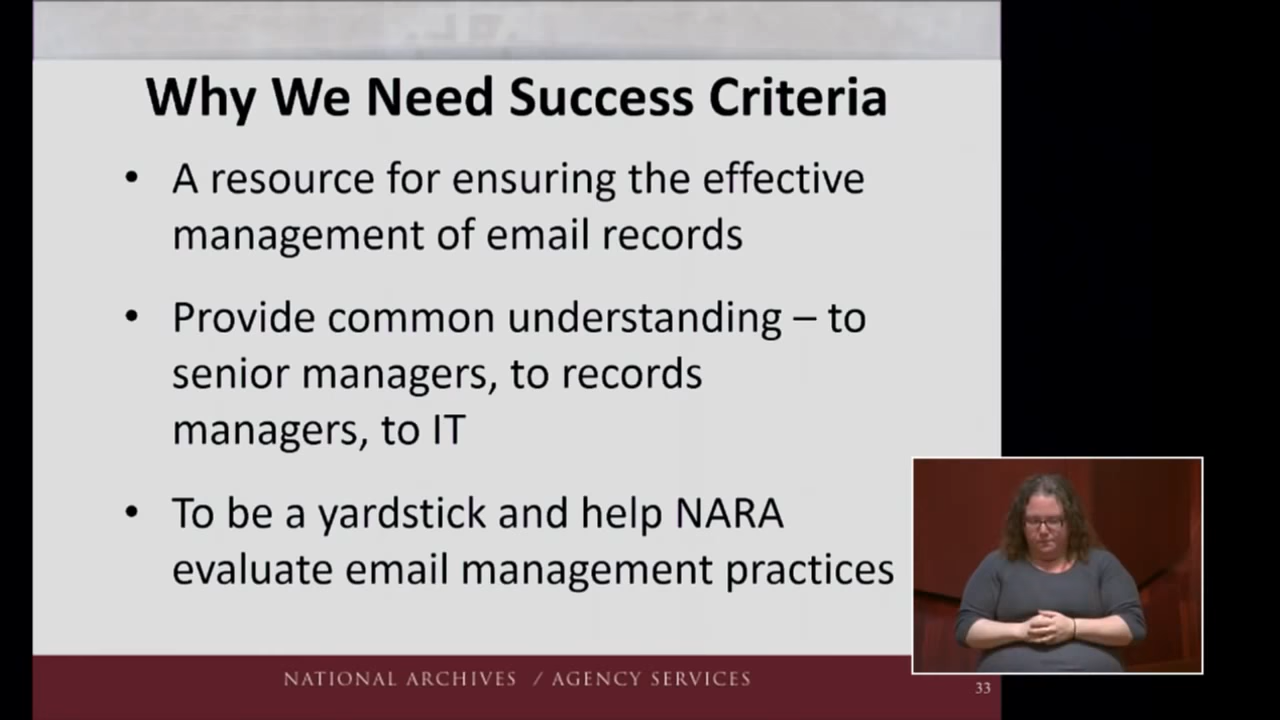 Why We Need Success Criteria
• A resource for ensuring the effective
management of email records
• Provide common understanding – to
senior managers, to records
managers, to IT
• To be a yardstick and help NARA
evaluate email management practices
NATIONAL ARCHIVES / AGENCY SERVICES
33